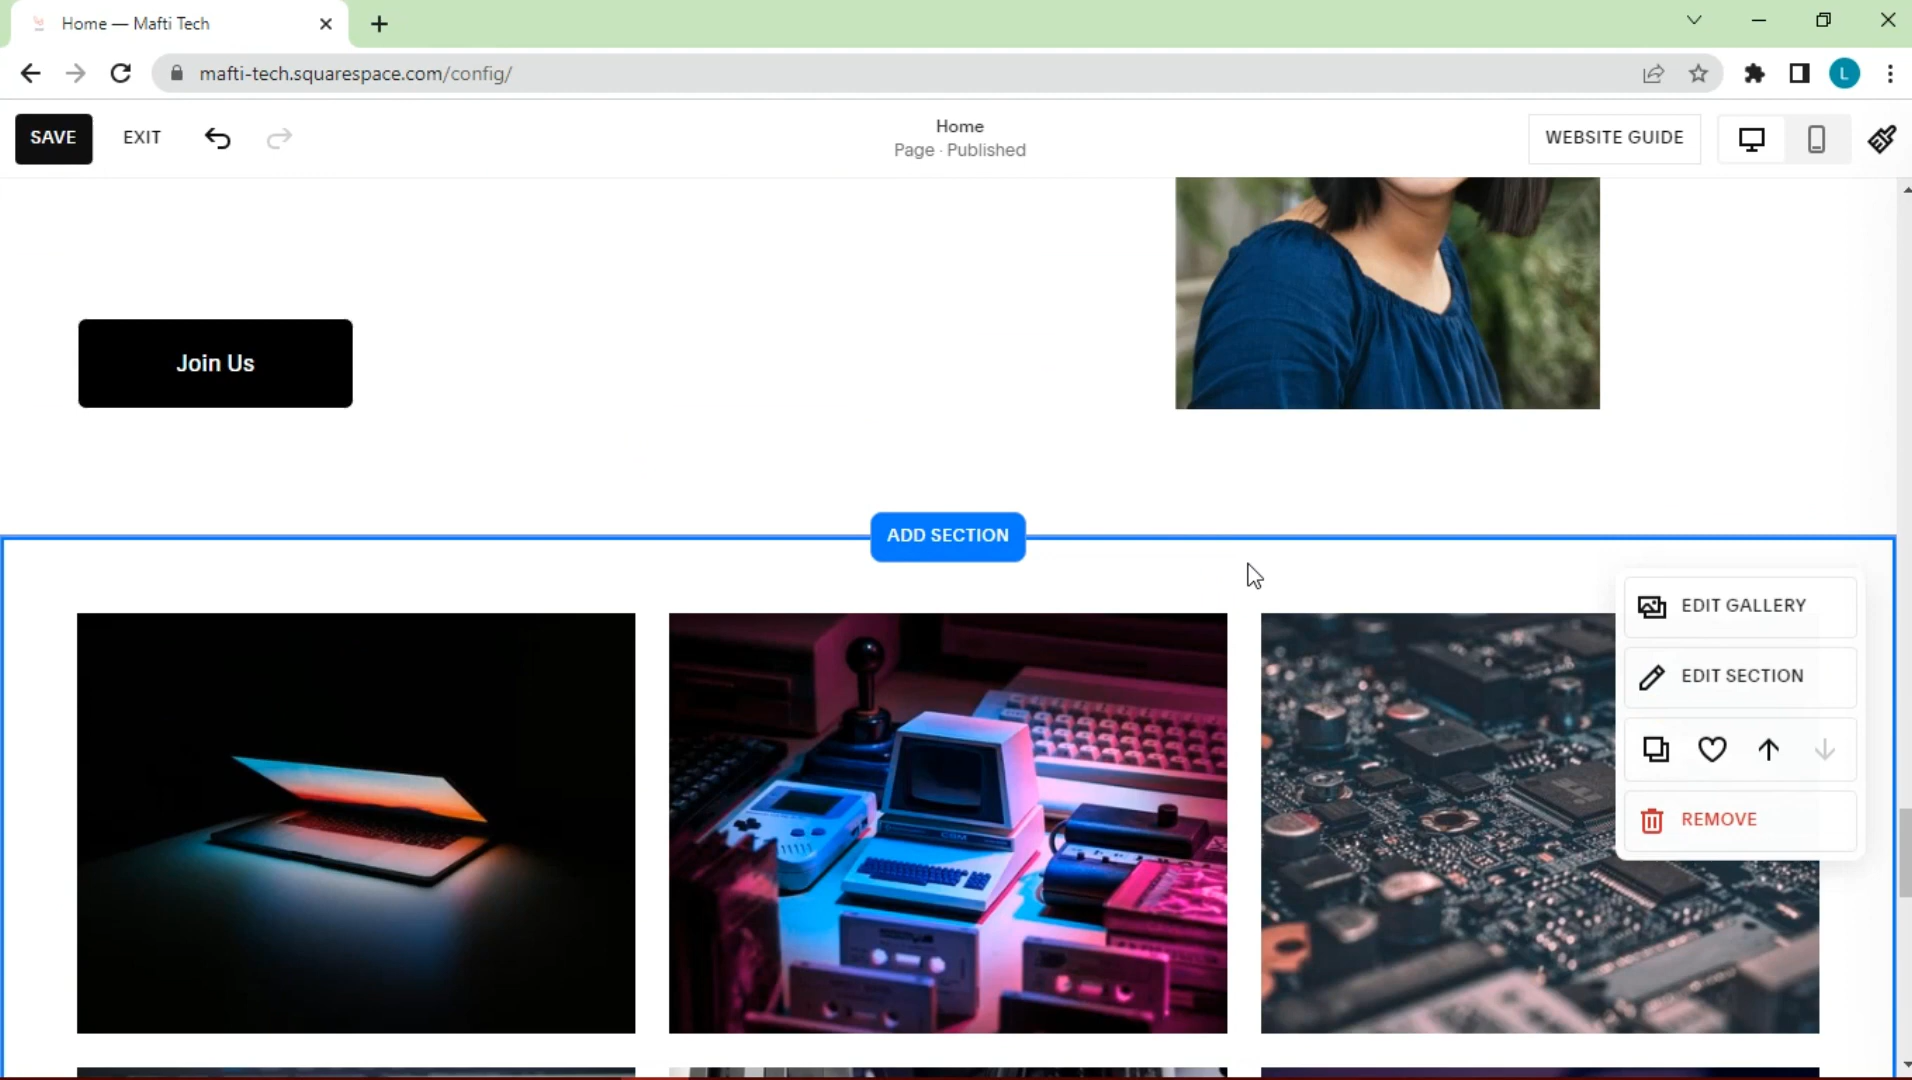 Home — Mafti Tech
mafti-tech.squarespace.com/config/
L
SAVE
EXIT
Home
Page · Published
WEBSITE GUIDE
Join Us
ADD SECTION
EDIT GALLERY
EDIT SECTION
REMOVE